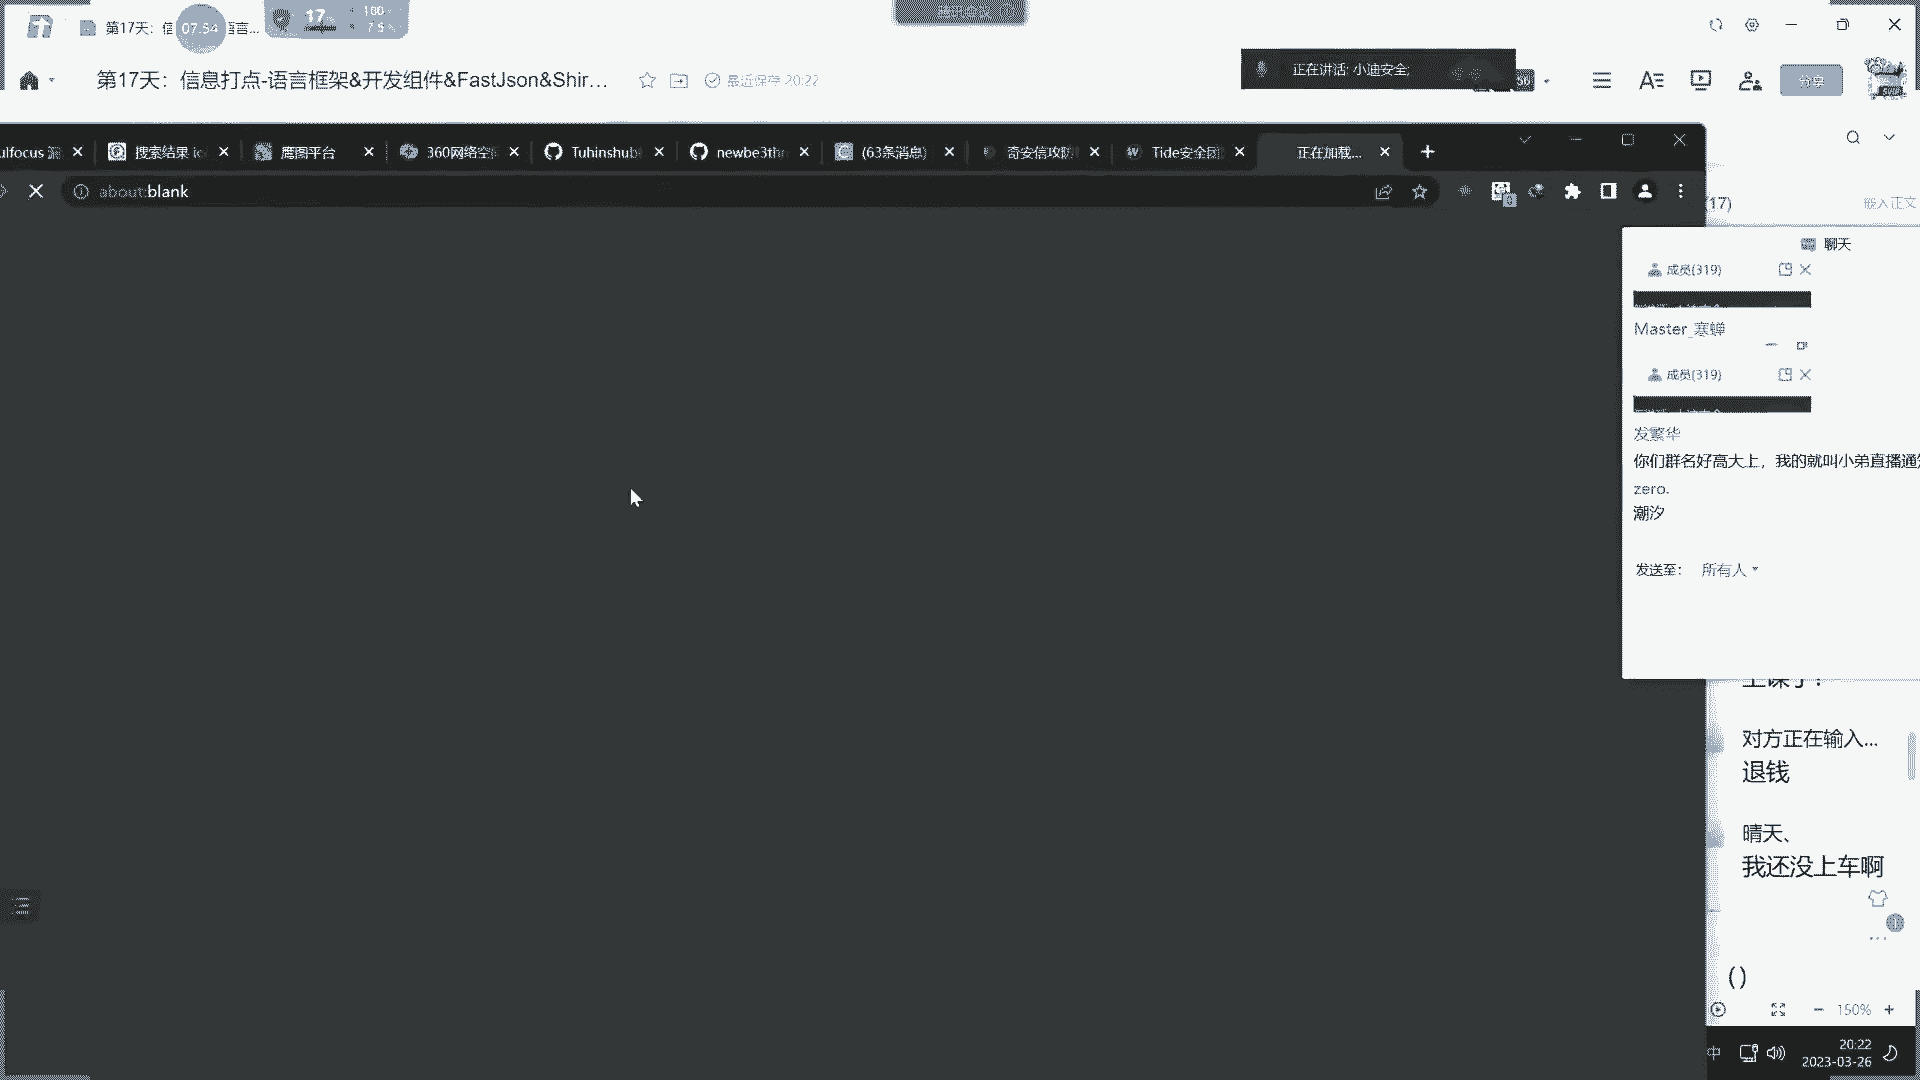 第17天：信
07:54
语言...
17
100
7.5
第17天：信息打点-语言框架&开发组件&FastJson&Shir...
最近保存 20:22
正在讲话: 小迪安全;
分享
ulfocus 漏
搜索结果 ic
鹰图平台
360网络空
Tuhinshub
newbe3thr
(63条消息)
奇安信攻防
Tide安全团
正在加载...
about:blank
(17)
嵌入正文
聊天
成员(319)
Master_寒蝉
成员(319)
发繁华
你们群名好高大上，我的就叫小弟直播通知
zero.
潮汐
发送至： 所有人
上课了！
对方正在输入...
退钱
晴天、
我还没上车啊
()
150%
中
20:22
2023-03-26